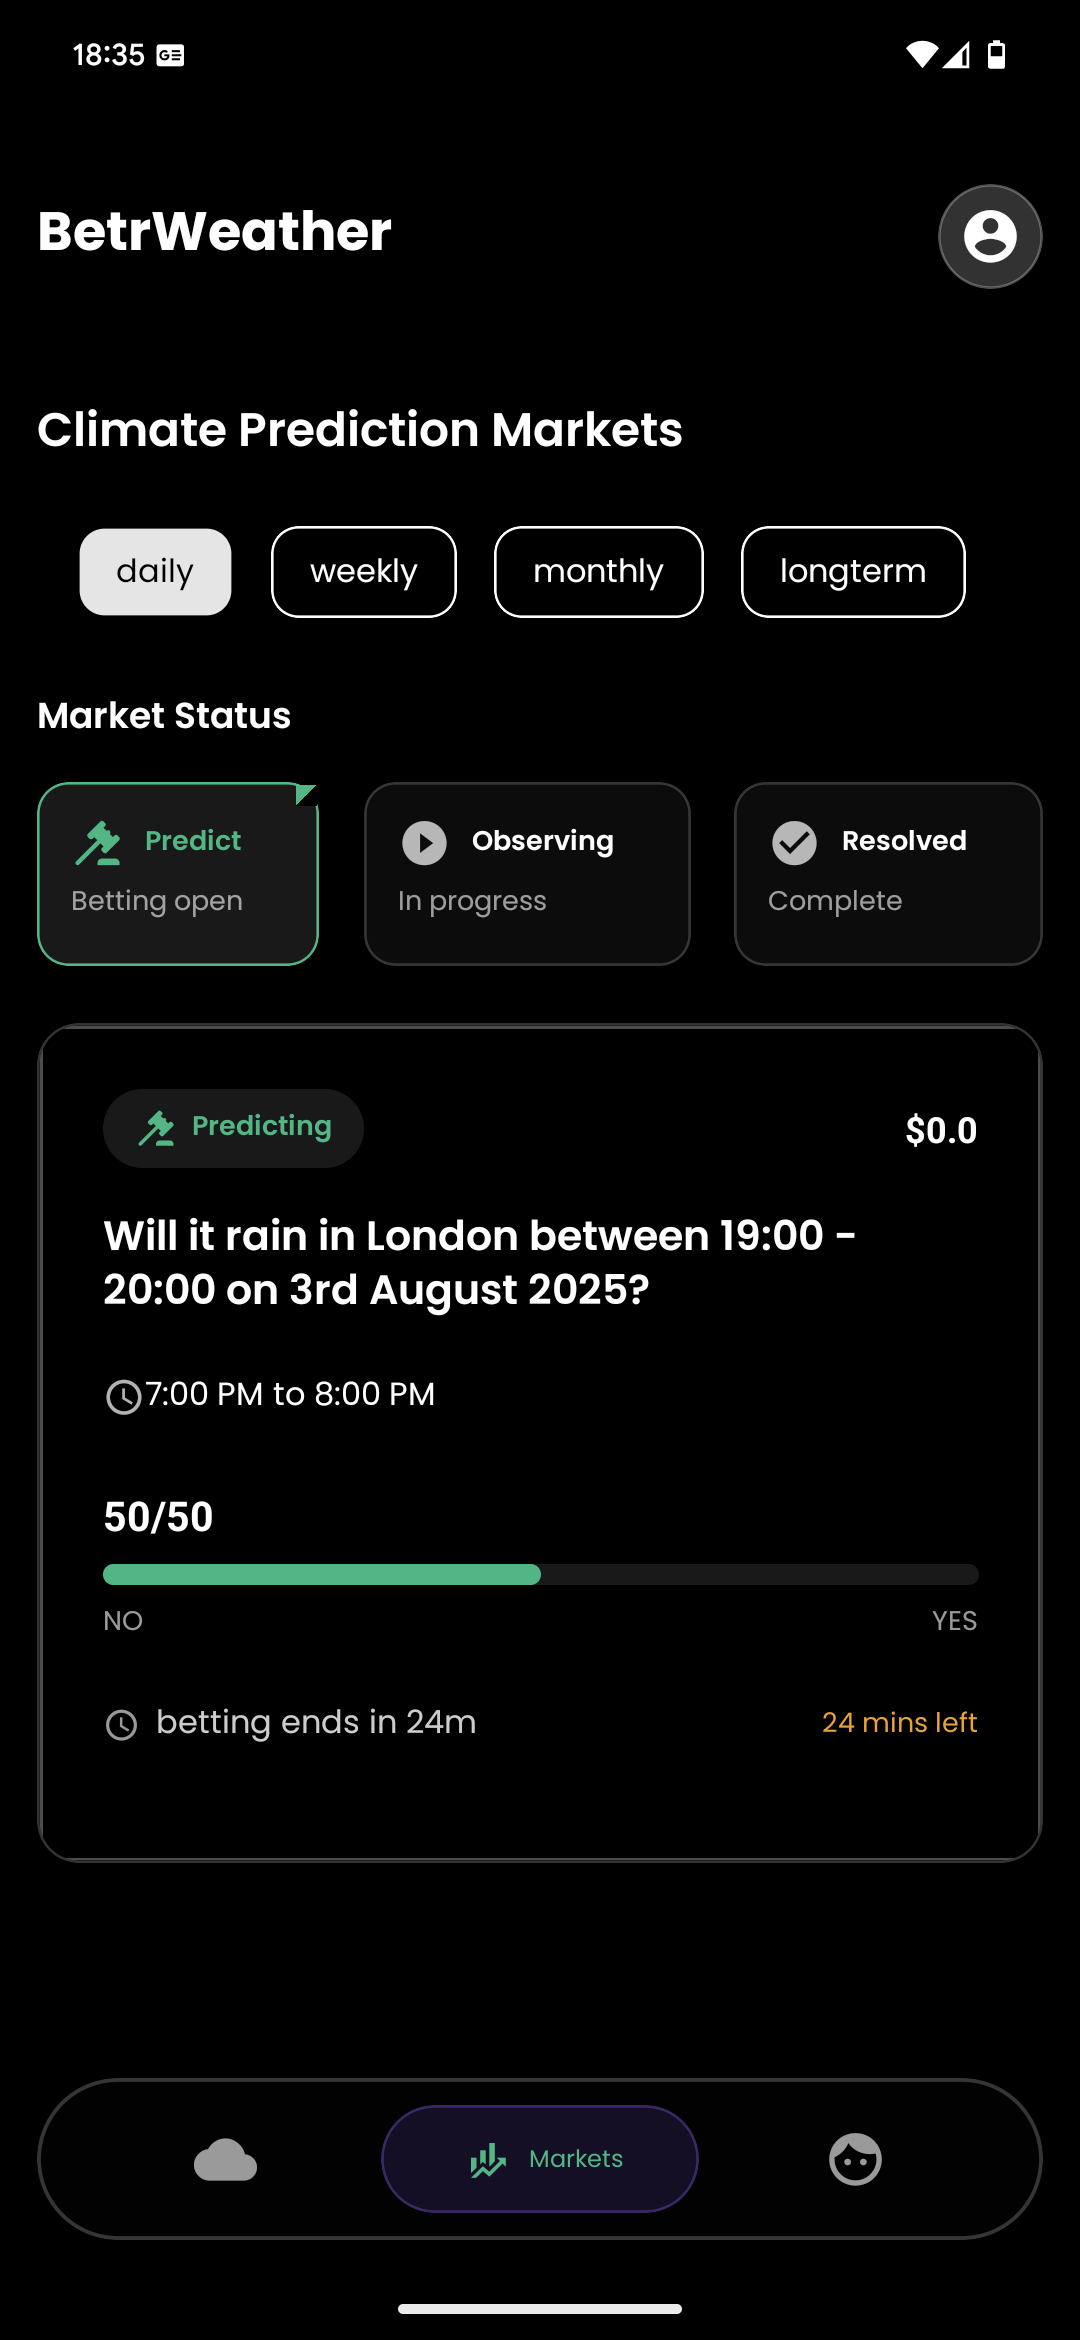 18:35
BetrWeather
Climate Prediction Markets
daily weekly monthly longterm
Market Status
Predict Observing Resolved
Betting open In progress Complete
Predicting $0.0
Will it rain in London between 19:00 -
20:00 on 3rd August 2025?
7:00 PM to 8:00 PM
50/50
NO YES
betting ends in 24m 24 mins left
Markets